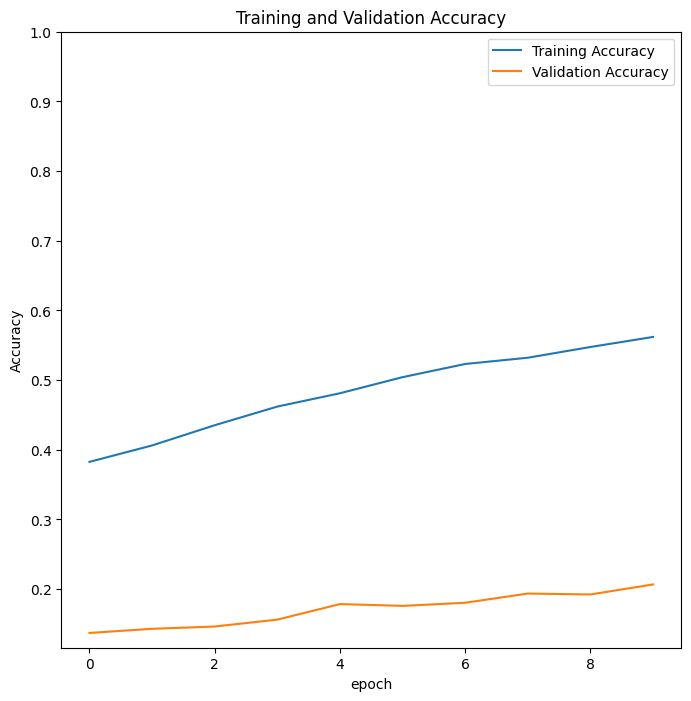 Training and Validation Accuracy
Training Accuracy
Validation Accuracy
1.0
0.9
0.8
0.7
0.6
0.5
0.4
0.3
0.2
Accuracy
0 2 4 6 8
epoch